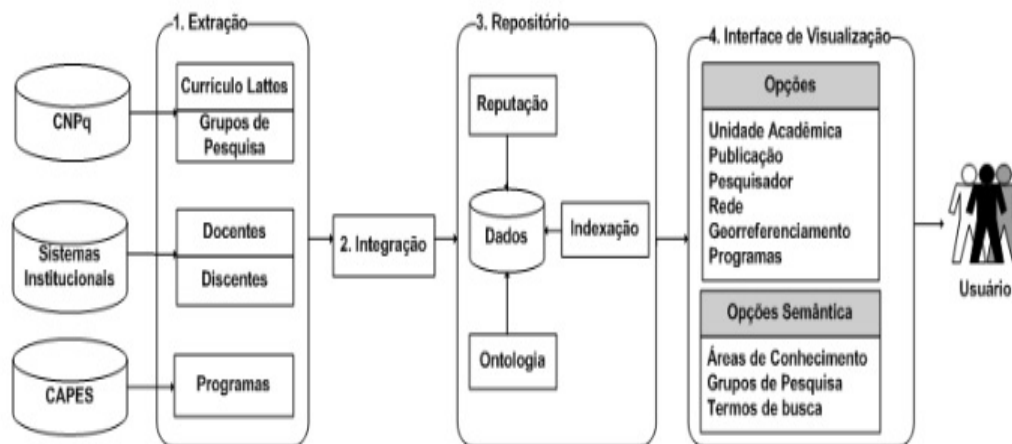 1. Extração
CNPq
Currículo Lattes
Grupos de
Pesquisa
Sistemas
Institucionais
Docentes
Discentes
CAPES
Programas
2. Integração
3. Repositório
Reputação
Dados
Indexação
Ontologia
4. Interface de Visualização
Opções
Unidade Acadêmica
Publicação
Pesquisador
Rede
Georreferenciamento
Programas
Opções Semântica
Áreas de Conhecimento
Grupos de Pesquisa
Termos de busca
Usuário